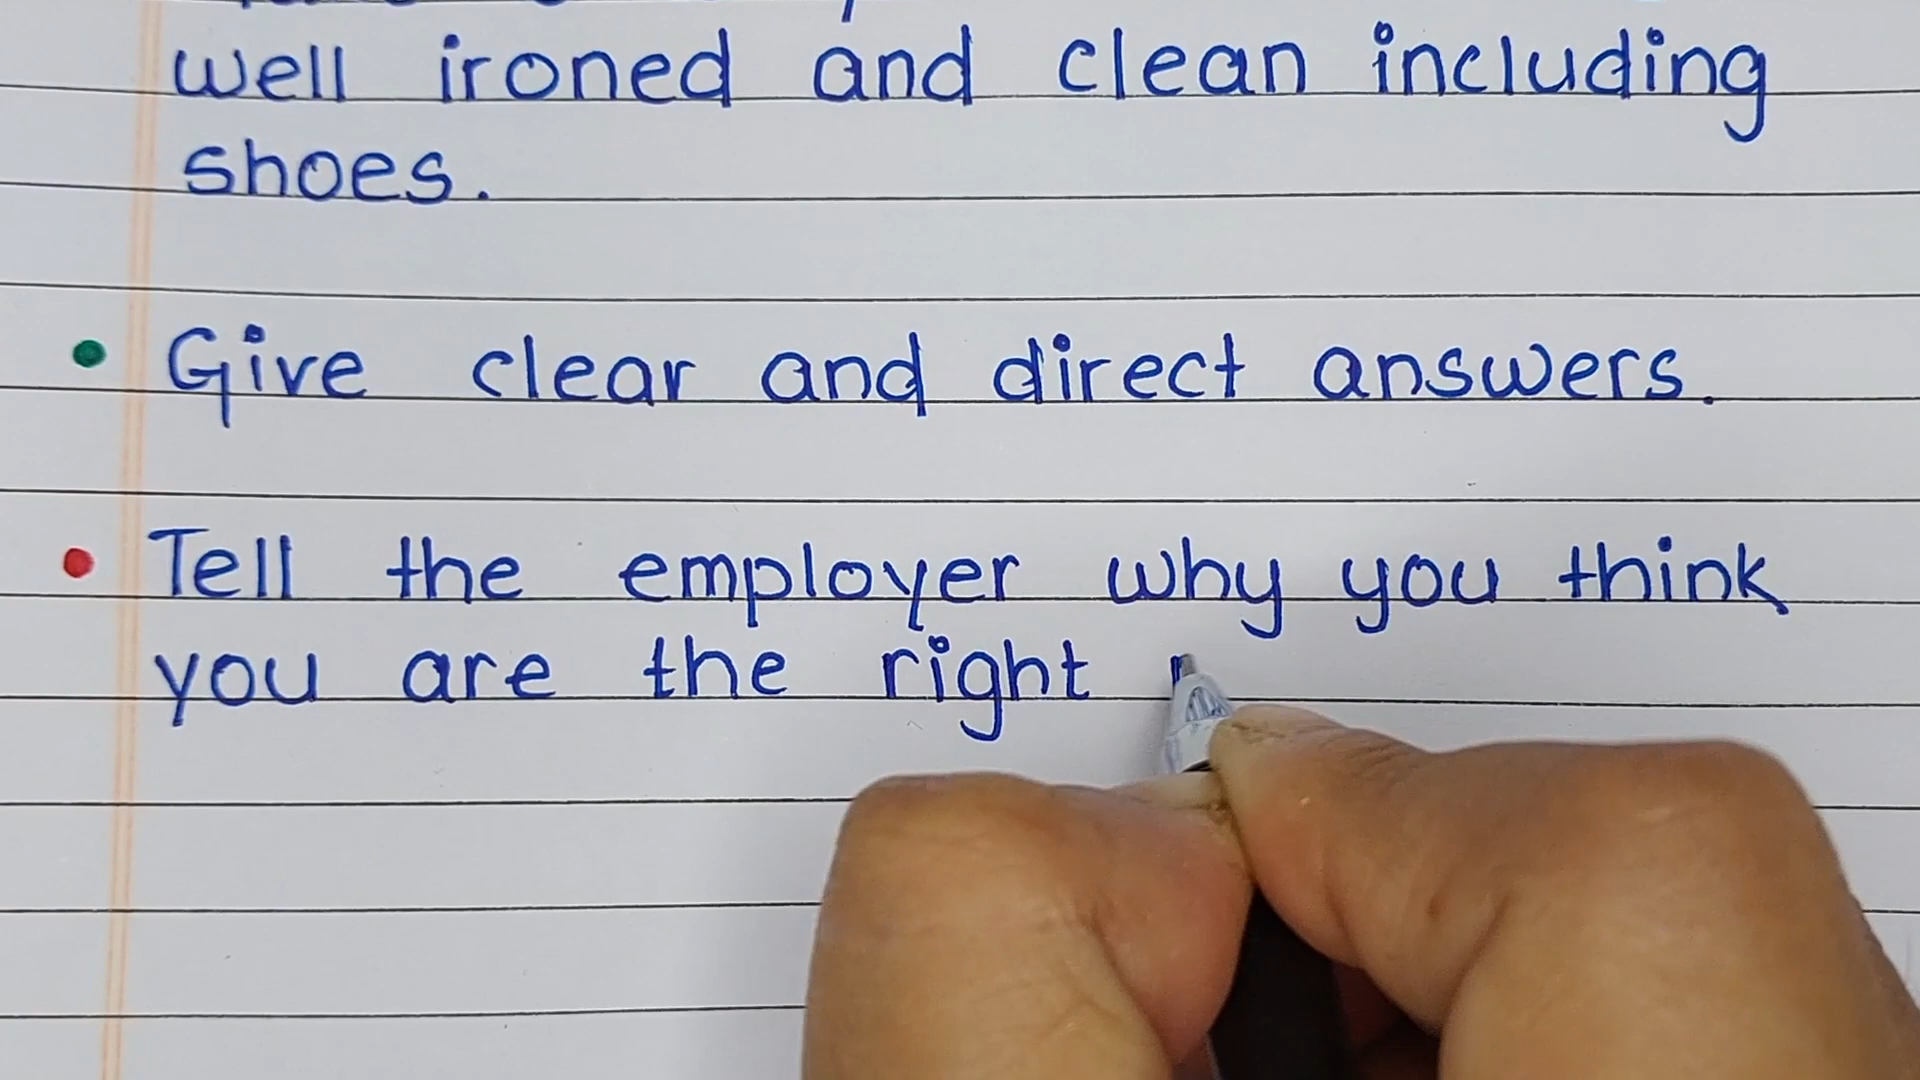 well ironed and clean including
shoes.
• Give clear and direct answers.
• Tell the employer why you think
you are the right